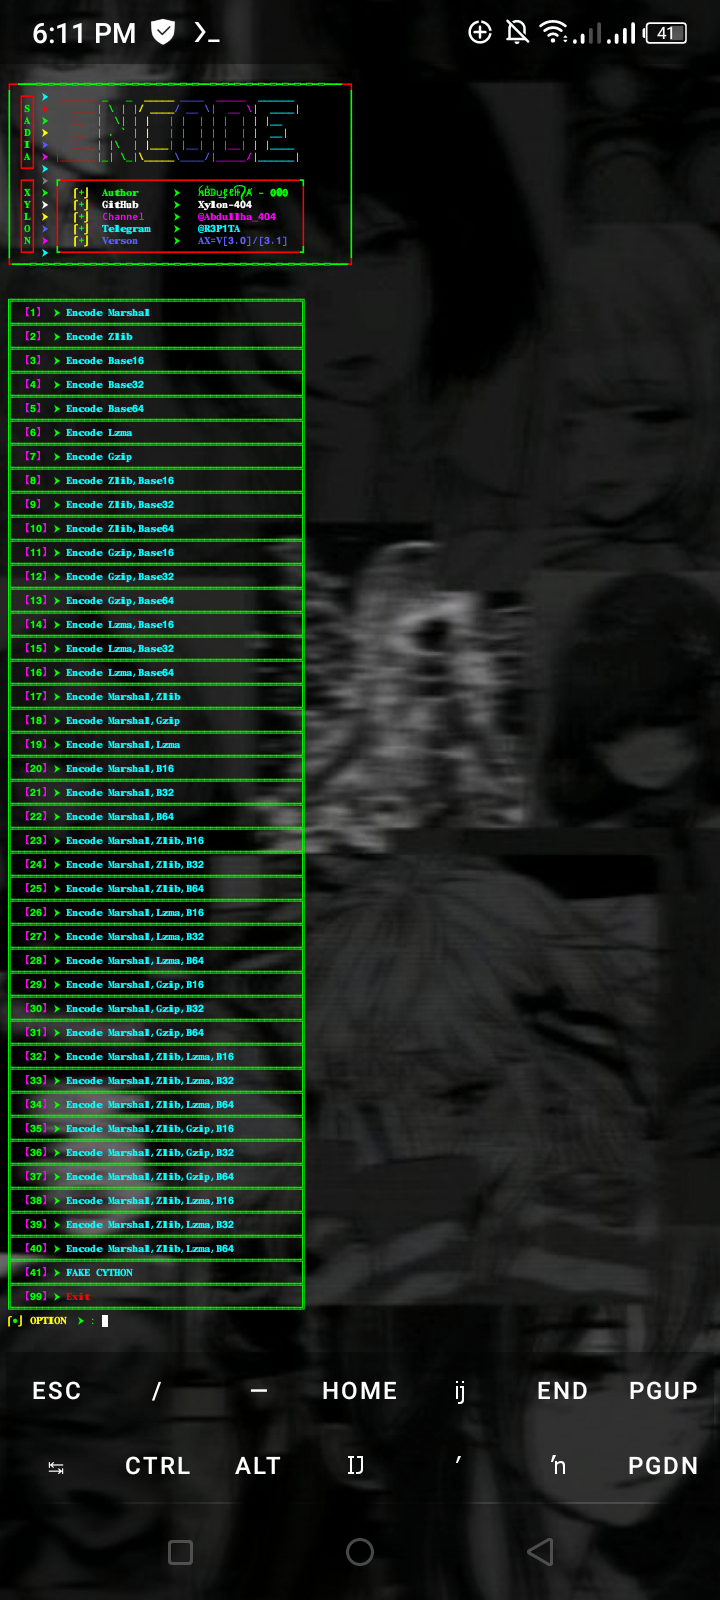 6:11 PM
41
ENCODE
SADIA
XYLON
[+] Author ➤ - 000
[+] GitHub ➤ Xylon-404
[+] Channel ➤ @Abdullha_404
[+] Telegram ➤ @R3P1TA
[+] Verson ➤ AX=V[3.0]/[3.1]
[1] ➤ Encode Marshal
[2] ➤ Encode Zlib
[3] ➤ Encode Base16
[4] ➤ Encode Base32
[5] ➤ Encode Base64
[6] ➤ Encode Lzma
[7] ➤ Encode Gzip
[8] ➤ Encode Zlib,Base16
[9] ➤ Encode Zlib,Base32
[10] ➤ Encode Zlib,Base64
[11] ➤ Encode Gzip,Base16
[12] ➤ Encode Gzip,Base32
[13] ➤ Encode Gzip,Base64
[14] ➤ Encode Lzma,Base16
[15] ➤ Encode Lzma,Base32
[16] ➤ Encode Lzma,Base64
[17] ➤ Encode Marshal,Zlib
[18] ➤ Encode Marshal,Gzip
[19] ➤ Encode Marshal,Lzma
[20] ➤ Encode Marshal,B16
[21] ➤ Encode Marshal,B32
[22] ➤ Encode Marshal,B64
[23] ➤ Encode Marshal,Zlib,B16
[24] ➤ Encode Marshal,Zlib,B32
[25] ➤ Encode Marshal,Zlib,B64
[26] ➤ Encode Marshal,Lzma,B16
[27] ➤ Encode Marshal,Lzma,B32
[28] ➤ Encode Marshal,Lzma,B64
[29] ➤ Encode Marshal,Gzip,B16
[30] ➤ Encode Marshal,Gzip,B32
[31] ➤ Encode Marshal,Gzip,B64
[32] ➤ Encode Marshal,Zlib,Lzma,B16
[33] ➤ Encode Marshal,Zlib,Lzma,B32
[34] ➤ Encode Marshal,Zlib,Lzma,B64
[35] ➤ Encode Marshal,Zlib,Gzip,B16
[36] ➤ Encode Marshal,Zlib,Gzip,B32
[37] ➤ Encode Marshal,Zlib,Gzip,B64
[38] ➤ Encode Marshal,Zlib,Lzma,B16
[39] ➤ Encode Marshal,Zlib,Lzma,B32
[40] ➤ Encode Marshal,Zlib,Lzma,B64
[41] ➤ FAKE CYTHON
[99] ➤ Exit
[●] OPTION ➤ :
ESC / — HOME ĳ END PGUP
↹ CTRL ALT Ĳ ʼ ŉ PGDN